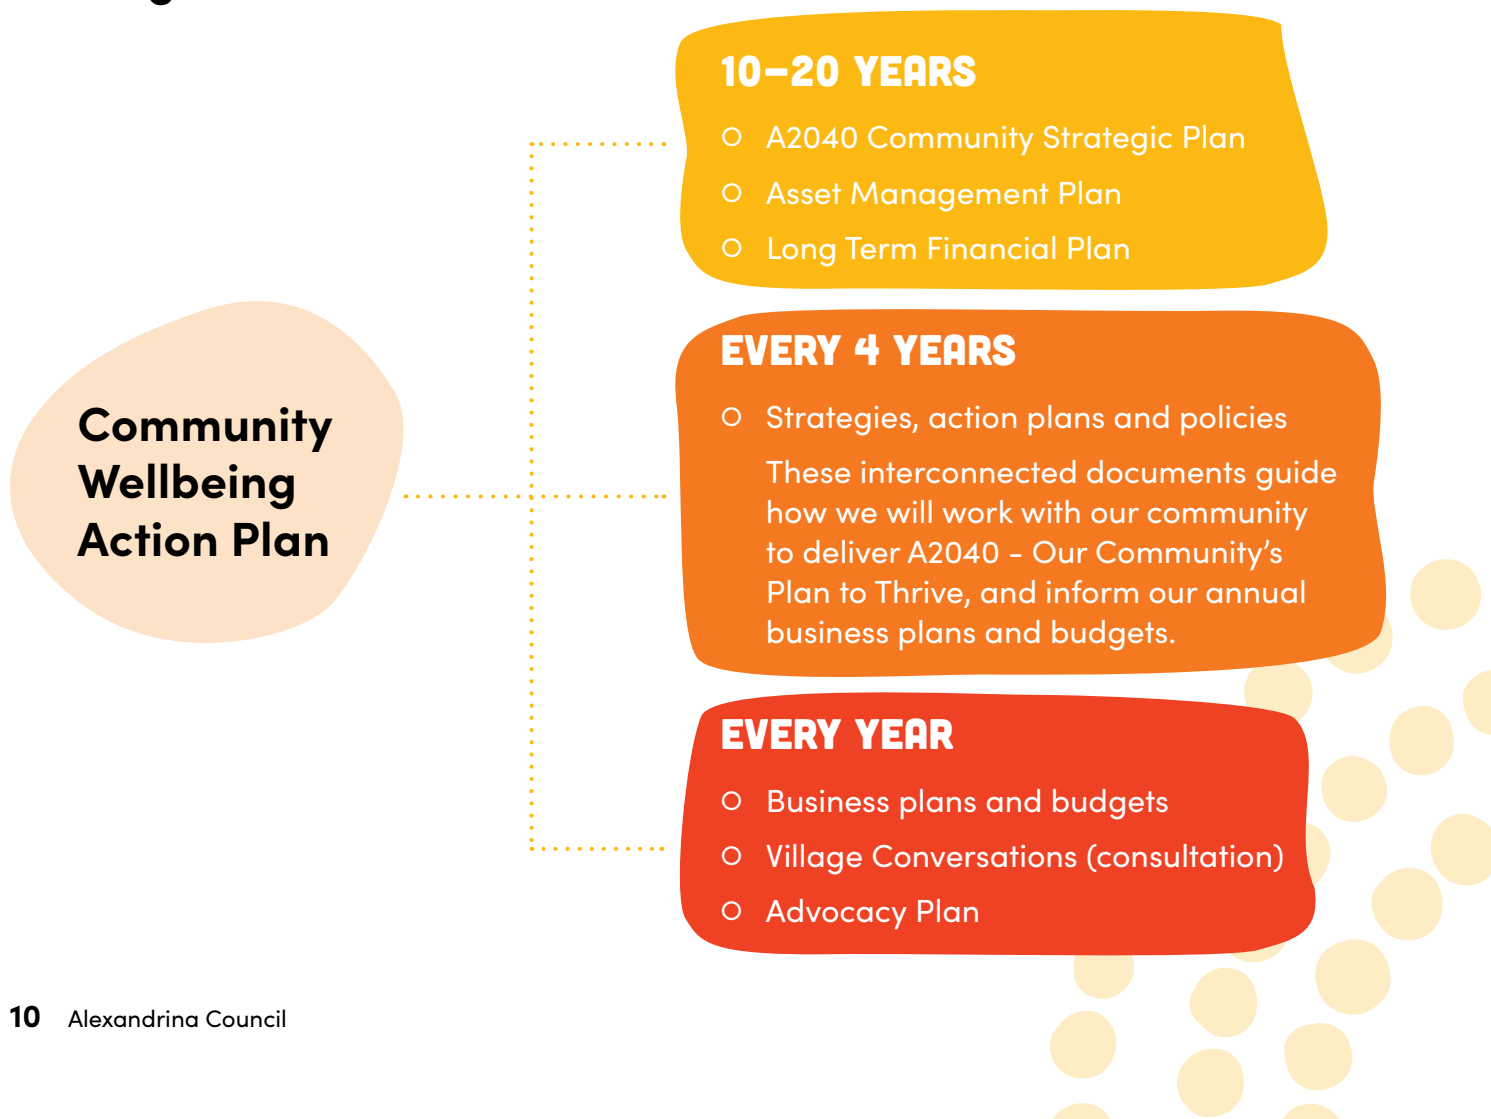 Community
Wellbeing
Action Plan
10–20 YEARS
A2040 Community Strategic Plan
Asset Management Plan
Long Term Financial Plan
EVERY 4 YEARS
Strategies, action plans and policies
These interconnected documents guide
how we will work with our community
to deliver A2040 - Our Community's
Plan to Thrive, and inform our annual
business plans and budgets.
EVERY YEAR
Business plans and budgets
Village Conversations (consultation)
Advocacy Plan
10 Alexandrina Council